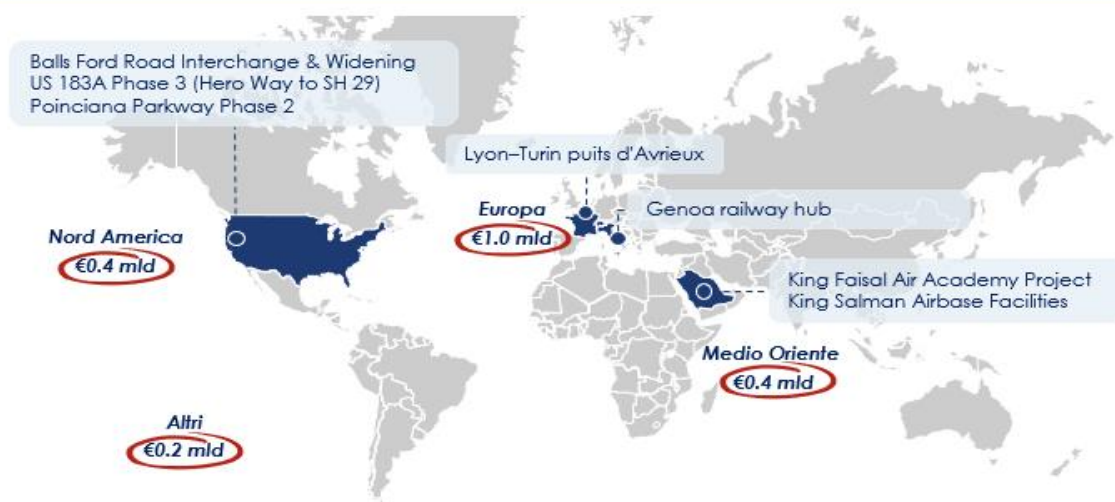 Balls Ford Road Interchange & Widening
US 183A Phase 3 (Hero Way to SH 29)
Poinciana Parkway Phase 2
Lyon–Turin puits d'Avrieux
Europa
€1.0 mld
Genoa railway hub
Nord America
€0.4 mld
King Faisal Air Academy Project
King Salman Airbase Facilities
Medio Oriente
€0.4 mld
Altri
€0.2 mld